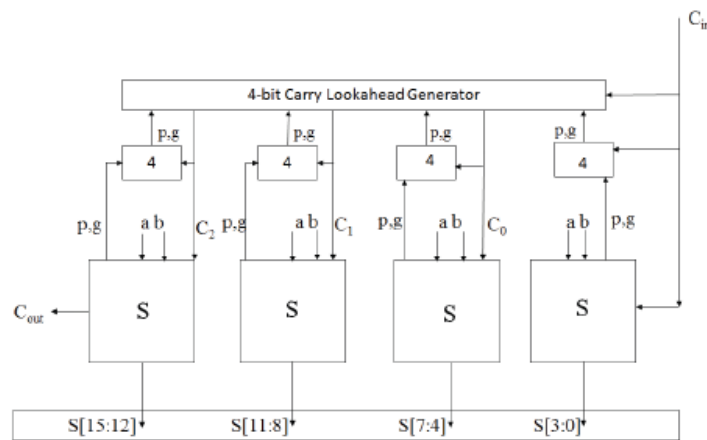 C_in
4-bit Carry Lookahead Generator
p,g p,g p,g p,g
4 4 4 4
p,g a b C_2 p,g a b C_1 p,g a b C_0 a b p,g
S S S S
C_out
S[15:12] S[11:8] S[7:4] S[3:0]